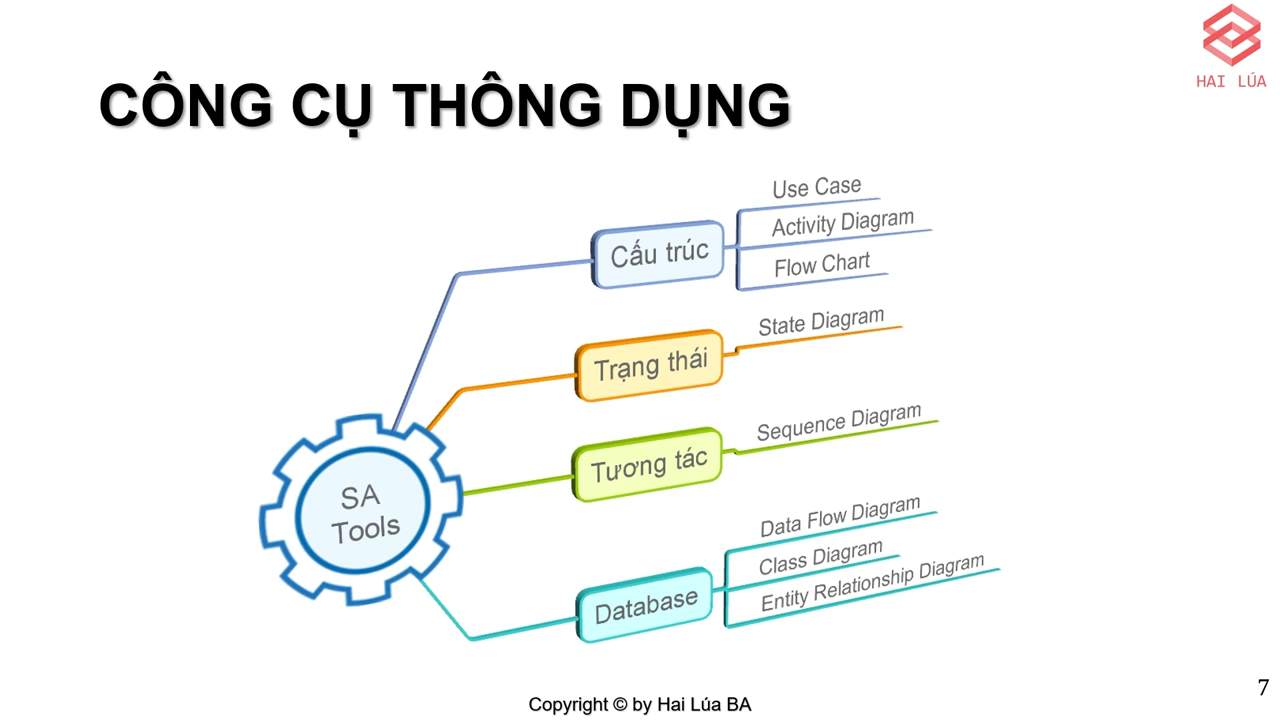 HAI LÚA
CÔNG CỤ THÔNG DỤNG
Use Case
Activity Diagram
Flow Chart
Cấu trúc
State Diagram
Trạng thái
Sequence Diagram
Tương tác
SA
Tools
Data Flow Diagram
Class Diagram
Entity Relationship Diagram
Database
Copyright © by Hai Lúa BA
7